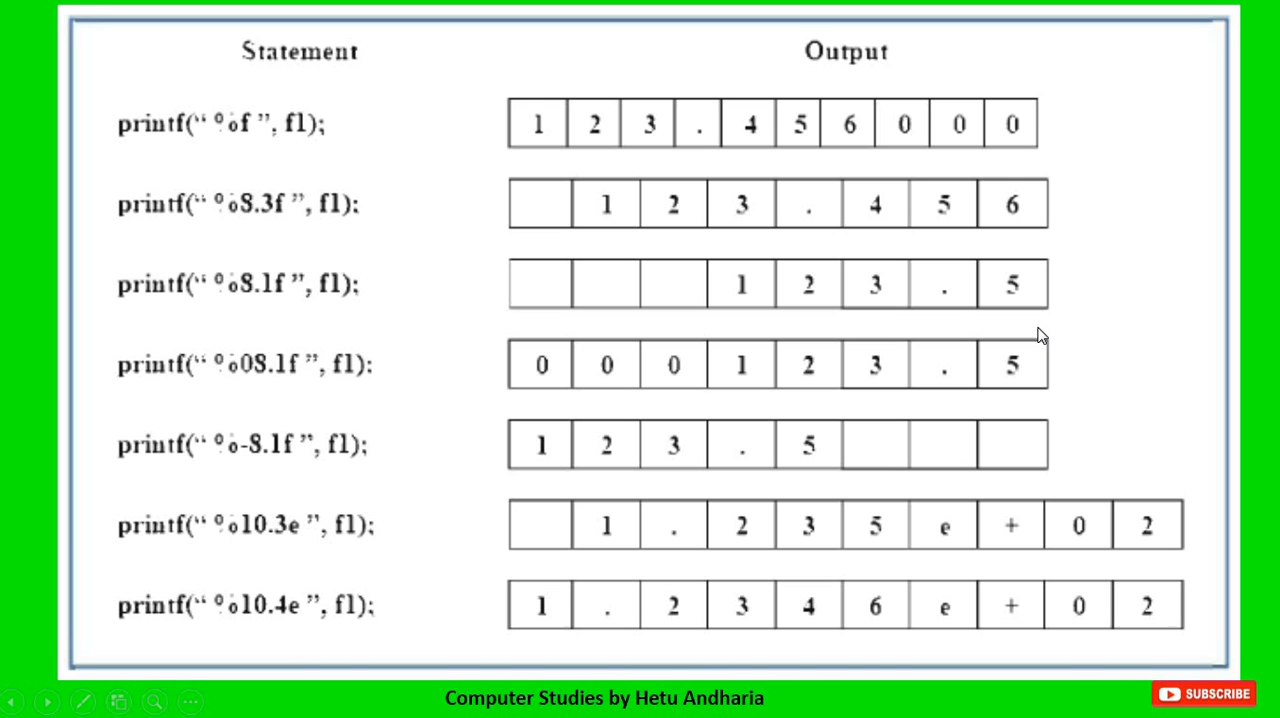 Statement Output
printf(“ %f ”, f1); 1 2 3 . 4 5 6 0 0 0
printf(“ %8.3f ”, f1); 1 2 3 . 4 5 6
printf(“ %8.1f ”, f1); 1 2 3 . 5
printf(“ %08.1f ”, f1); 0 0 0 1 2 3 . 5
printf(“ %-8.1f ”, f1); 1 2 3 . 5
printf(“ %10.3e ”, f1); 1 . 2 3 5 e + 0 2
printf(“ %10.4e ”, f1); 1 . 2 3 4 6 e + 0 2
Computer Studies by Hetu Andharia
SUBSCRIBE